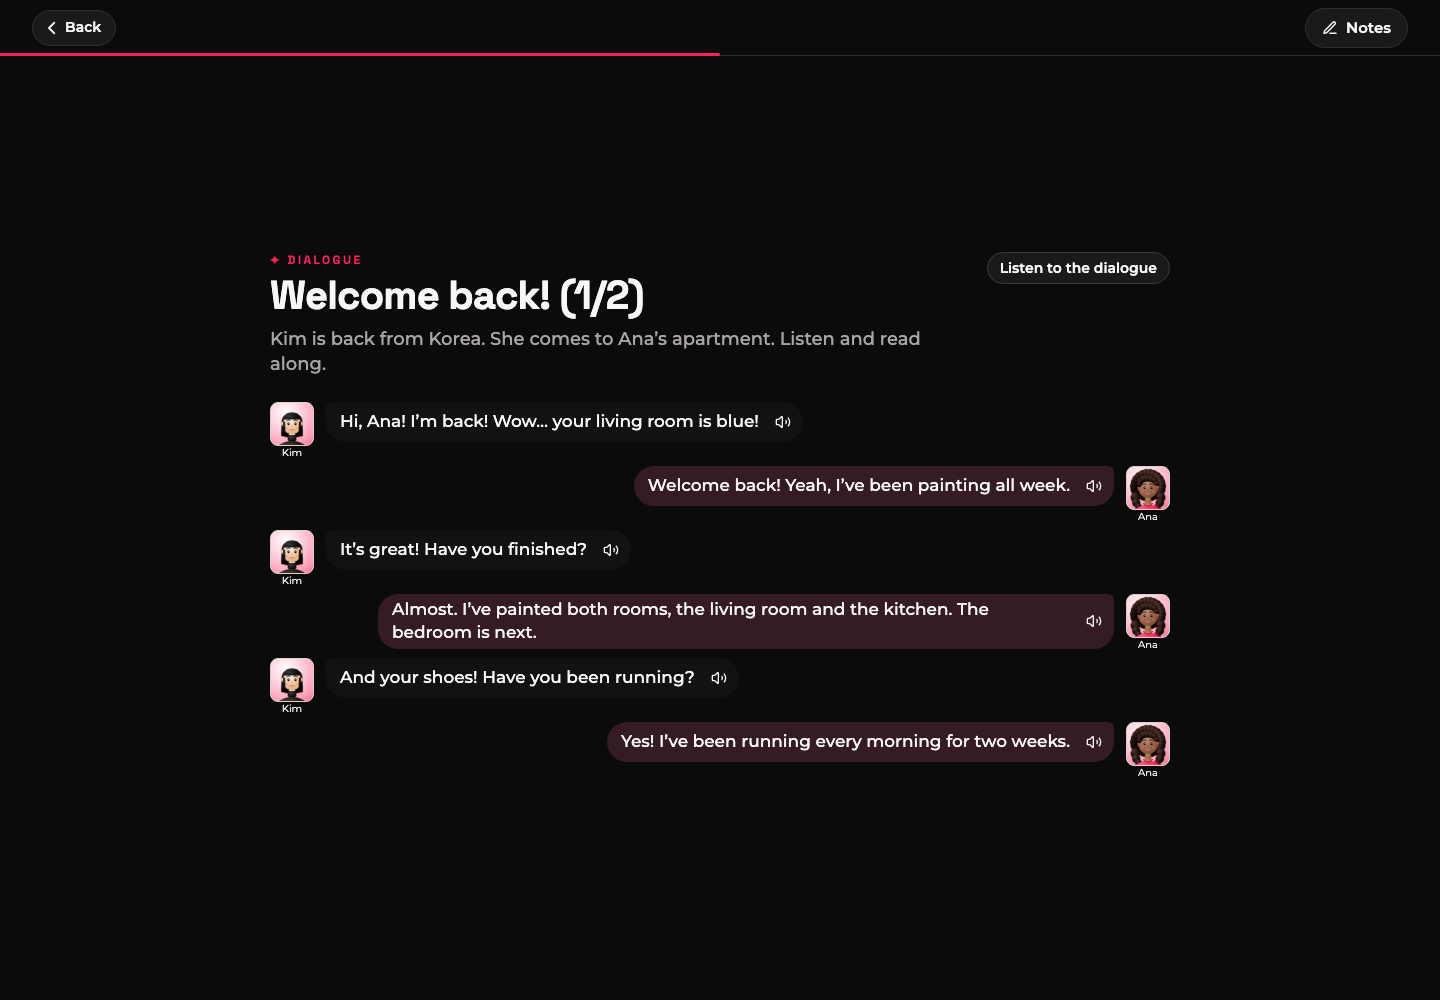 Back
Notes
DIALOGUE
Welcome back! (1/2)
Listen to the dialogue
Kim is back from Korea. She comes to Ana’s apartment. Listen and read
along.
Hi, Ana! I’m back! Wow... your living room is blue!
Kim
Welcome back! Yeah, I’ve been painting all week.
Ana
It’s great! Have you finished?
Kim
Almost. I’ve painted both rooms, the living room and the kitchen. The
bedroom is next.
Ana
And your shoes! Have you been running?
Kim
Yes! I’ve been running every morning for two weeks.
Ana